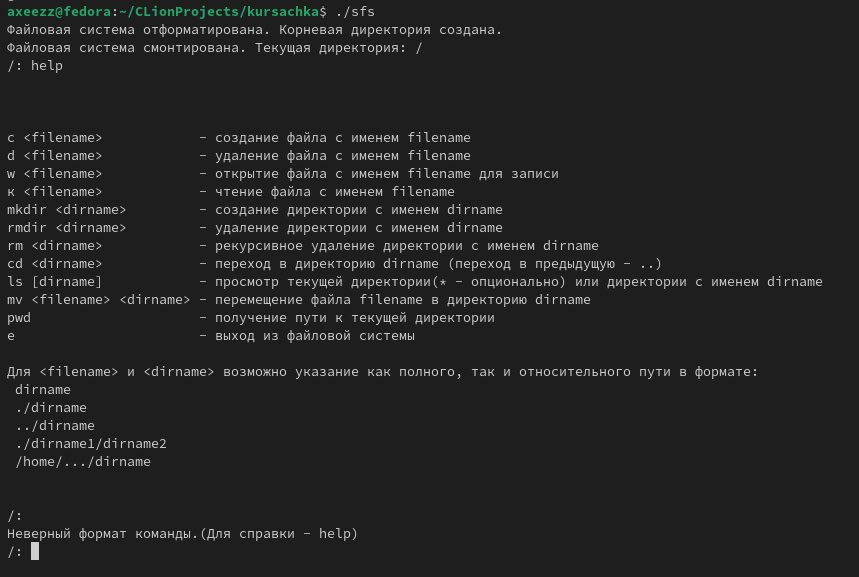 axeezz@fedora:~/CLionProjects/kursachka$ ./sfs
Файловая система отформатирована. Корневая директория создана.
Файловая система смонтирована. Текущая директория: /
/: help
c <filename> - создание файла с именем filename
d <filename> - удаление файла с именем filename
w <filename> - открытие файла с именем filename для записи
к <filename> - чтение файла с именем filename
mkdir <dirname> - создание директории с именем dirname
rmdir <dirname> - удаление директории с именем dirname
rm <dirname> - рекурсивное удаление директории с именем dirname
cd <dirname> - переход в директорию dirname (переход в предыдущую - ..)
ls [dirname] - просмотр текущей директории(* - опционально) или директории с именем dirname
mv <filename> <dirname> - перемещение файла filename в директорию dirname
pwd - получение пути к текущей директории
e - выход из файловой системы
Для <filename> и <dirname> возможно указание как полного, так и относительного пути в формате:
dirname
./dirname
../dirname
./dirname1/dirname2
/home/.../dirname
/:
Неверный формат команды.(Для справки - help)
/: